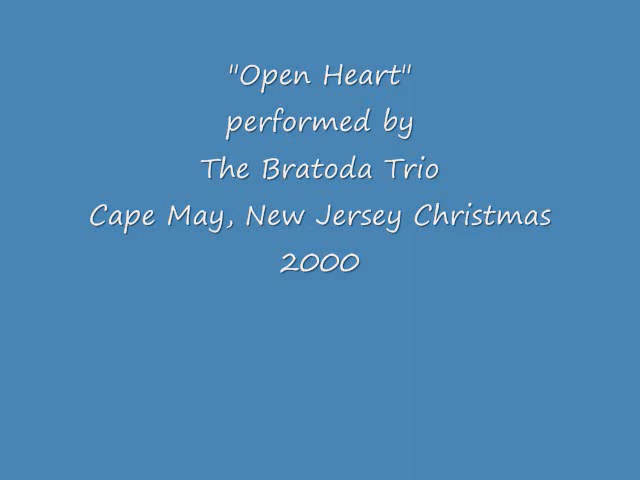 "Open Heart"
performed by
The Bratoda Trio
Cape May, New Jersey Christmas
2000